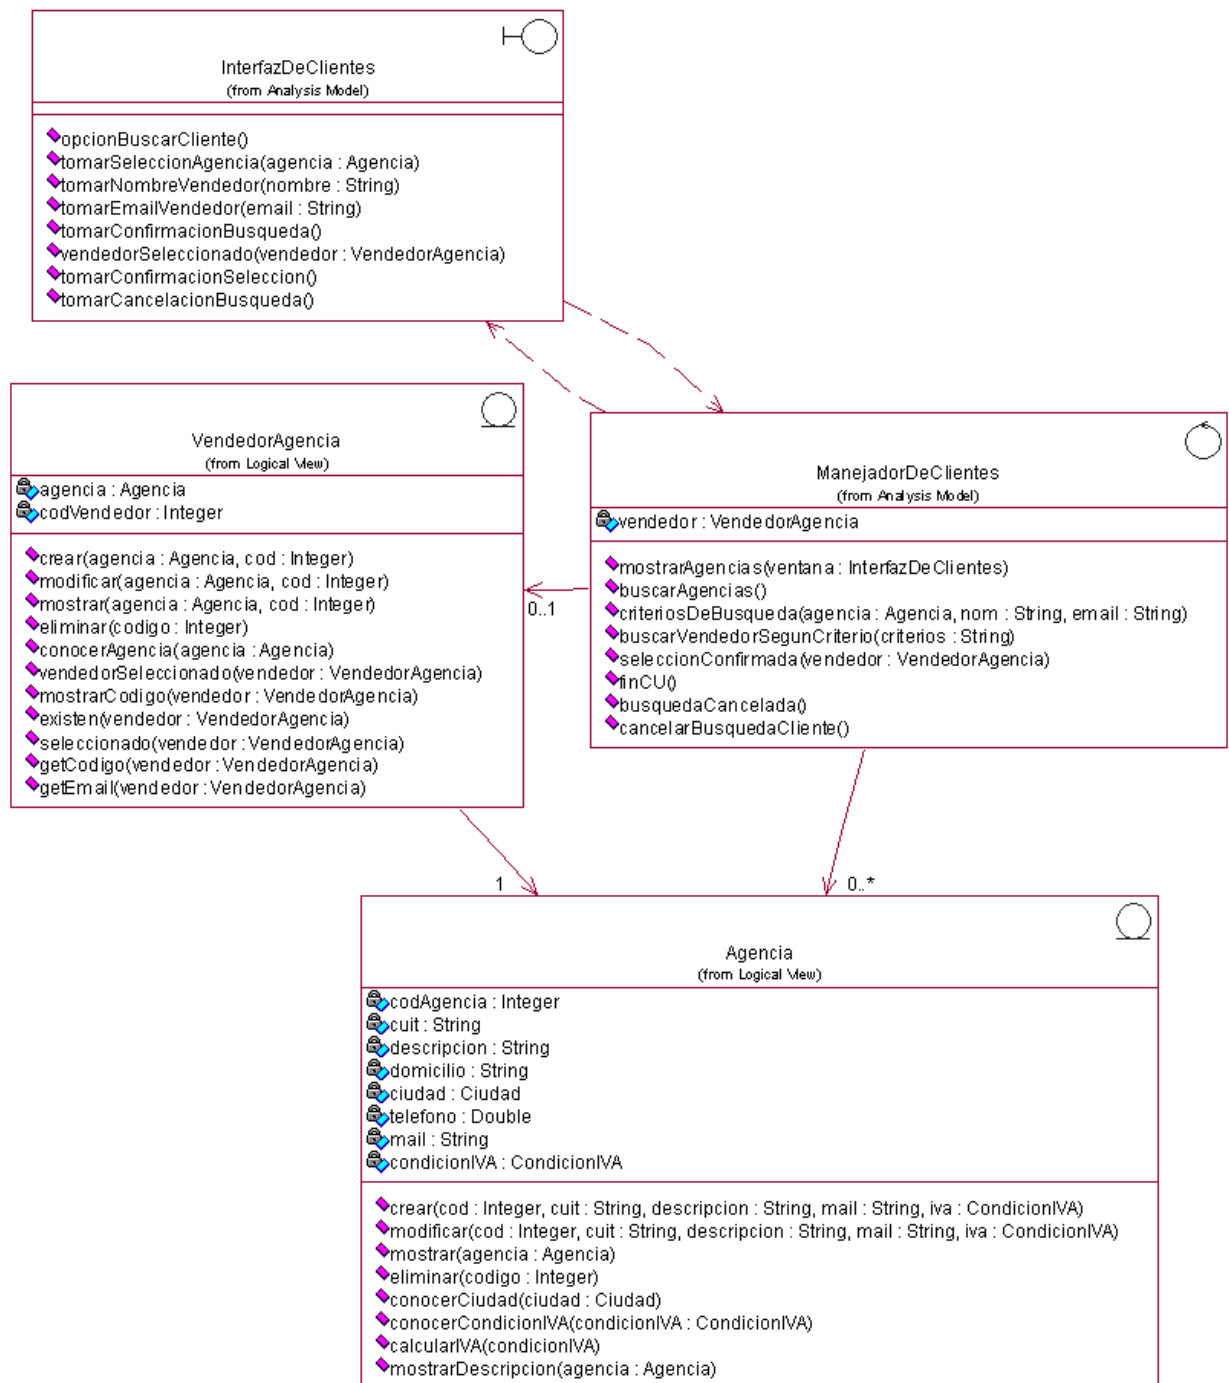 InterfazDeClientes
(from Analysis Model)
opcionBuscarCliente()
tomarSeleccionAgencia(agencia : Agencia)
tomarNombreVendedor(nombre : String)
tomarEmailVendedor(email : String)
tomarConfirmacionBusqueda()
vendedorSeleccionado(vendedor : VendedorAgencia)
tomarConfirmacionSeleccion()
tomarCancelacionBusqueda()
VendedorAgencia
(from Logical View)
agencia : Agencia
codVendedor : Integer
crear(agencia : Agencia, cod : Integer)
modificar(agencia : Agencia, cod : Integer)
mostrar(agencia : Agencia, cod : Integer)
eliminar(codigo : Integer)
conocerAgencia(agencia : Agencia)
vendedorSeleccionado(vendedor : VendedorAgencia)
mostrarCodigo(vendedor : VendedorAgencia)
existen(vendedor : VendedorAgencia)
seleccionado(vendedor : VendedorAgencia)
getCodigo(vendedor : VendedorAgencia)
getEmail(vendedor : VendedorAgencia)
0..1
ManejadorDeClientes
(from Analysis Model)
vendedor : VendedorAgencia
mostrarAgencias(ventana : InterfazDeClientes)
buscarAgencias()
criteriosDeBusqueda(agencia : Agencia, nom : String, email : String)
buscarVendedorSegunCriterio(criterios : String)
seleccionConfirmada(vendedor : VendedorAgencia)
finCU()
busquedaCancelada()
cancelarBusquedaCliente()
1
0..*
Agencia
(from Logical View)
codAgencia : Integer
cuit : String
descripcion : String
domicilio : String
ciudad : Ciudad
telefono : Double
mail : String
condicionIVA : CondicionIVA
crear(cod : Integer, cuit : String, descripcion : String, mail : String, iva : CondicionIVA)
modificar(cod : Integer, cuit : String, descripcion : String, mail : String, iva : CondicionIVA)
mostrar(agencia : Agencia)
eliminar(codigo : Integer)
conocerCiudad(ciudad : Ciudad)
conocerCondicionIVA(condicionIVA : CondicionIVA)
calcularIVA(condicionIVA)
mostrarDescripcion(agencia : Agencia)